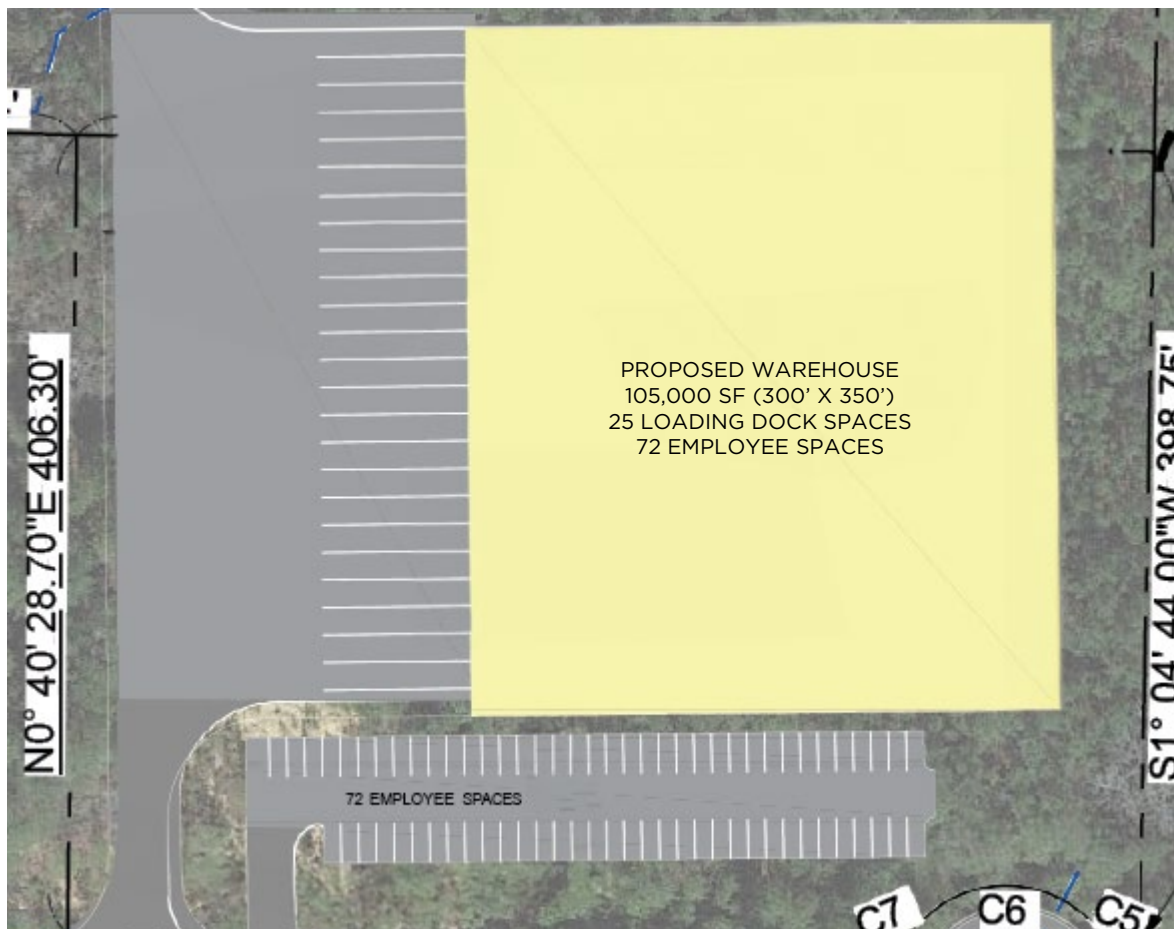 N0° 40' 28.70"E 406.30'
PROPOSED WAREHOUSE
105,000 SF (300’ X 350’)
25 LOADING DOCK SPACES
72 EMPLOYEE SPACES
S1° 04' 44.00"W 398.75'
72 EMPLOYEE SPACES
C7
C6
C5